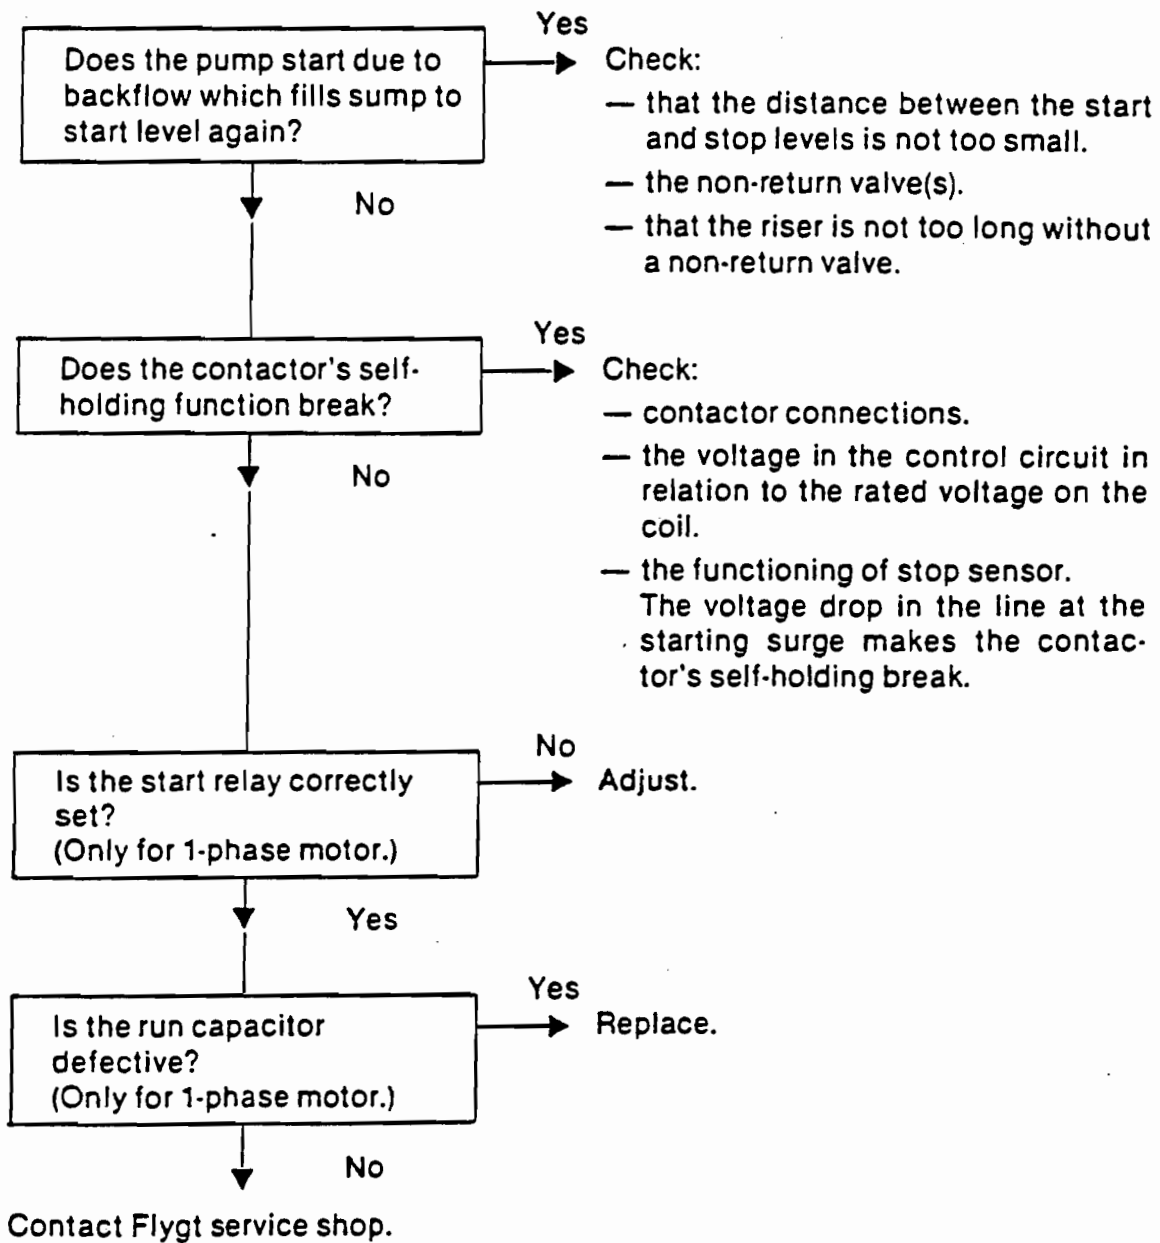 Yes
Does the pump start due to
backflow which fills sump to
start level again?
Check:
— that the distance between the start
and stop levels is not too small.
— the non-return valve(s).
— that the riser is not too long without
a non-return valve.
No
Yes
Does the contactor's self-
holding function break?
Check:
— contactor connections.
— the voltage in the control circuit in
relation to the rated voltage on the
coil.
— the functioning of stop sensor.
The voltage drop in the line at the
starting surge makes the contac-
tor's self-holding break.
No
No
Is the start relay correctly
set?
(Only for 1-phase motor.)
Adjust.
Yes
Yes
Is the run capacitor
defective?
(Only for 1-phase motor.)
Replace.
No
Contact Flygt service shop.